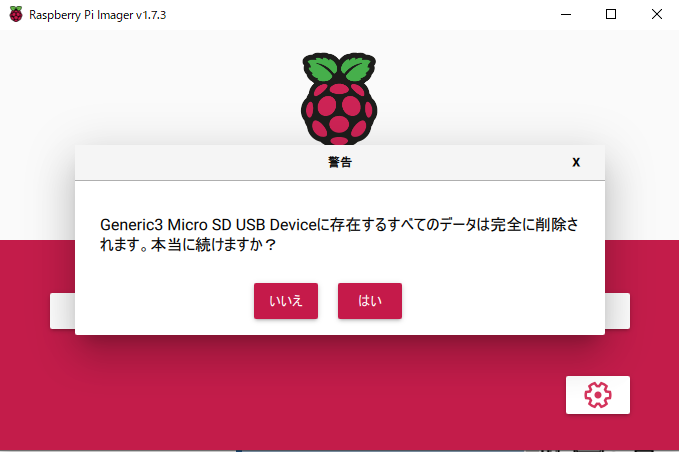 Raspberry Pi Imager v1.7.3
警告
X
Generic3 Micro SD USB Deviceに存在するすべてのデータは完全に削除さ
れます。本当に続けますか？
いいえ
はい